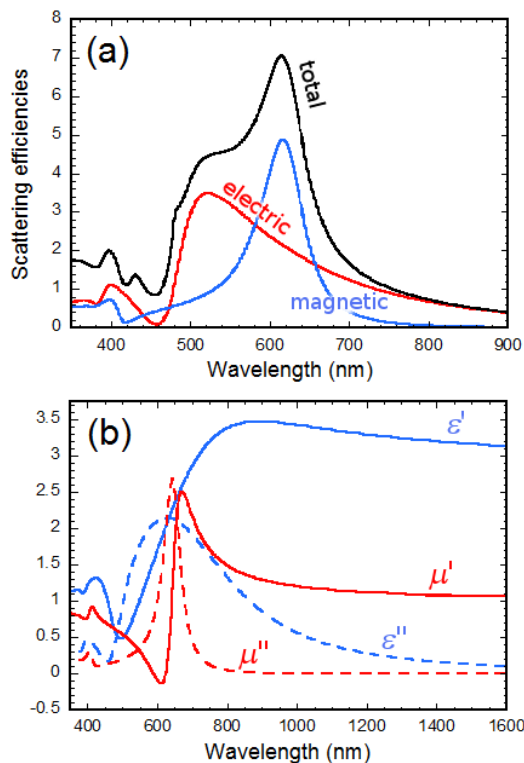 (a)
8
7
6
5
4
3
2
1
0
Scattering efficiencies
total
electric
magnetic
400 500 600 700 800 900
Wavelength (nm)
(b)
3.5
3
2.5
2
1.5
1
0.5
0
-0.5
ε'
μ'
μ''
ε''
400 600 800 1000 1200 1400 1600
Wavelength (nm)